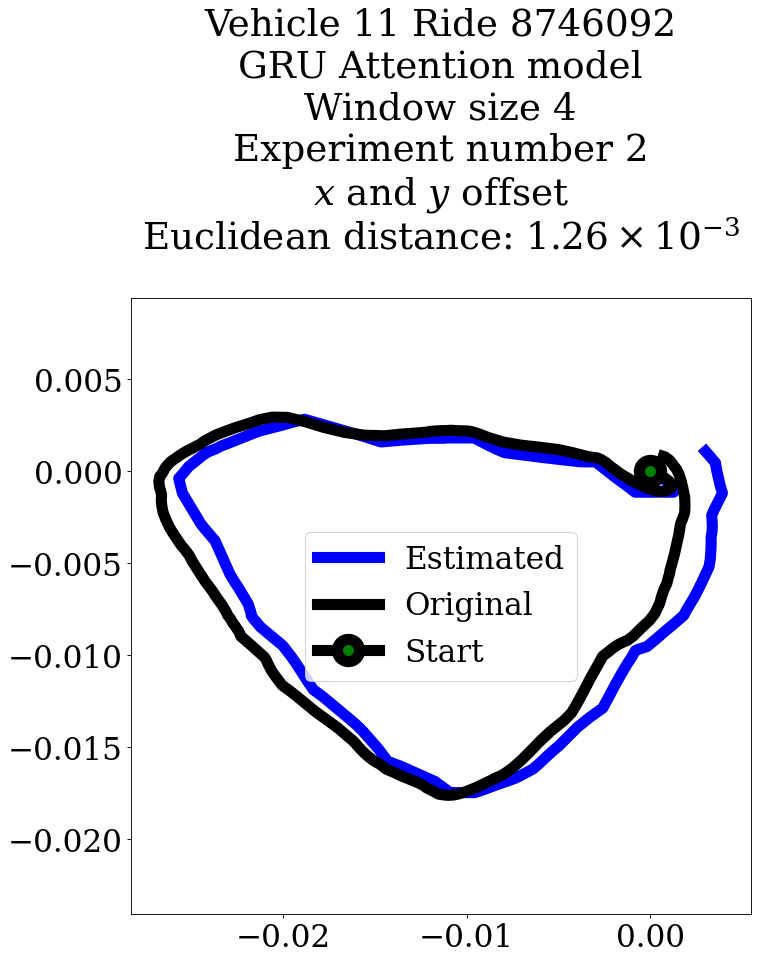 Vehicle 11 Ride 8746092
GRU Attention model
Window size 4
Experiment number 2
x and y offset
Euclidean distance: 1.26 × 10⁻³
0.005
0.000
−0.005
−0.010
−0.015
−0.020
Estimated
Original
Start
−0.02
−0.01
0.00